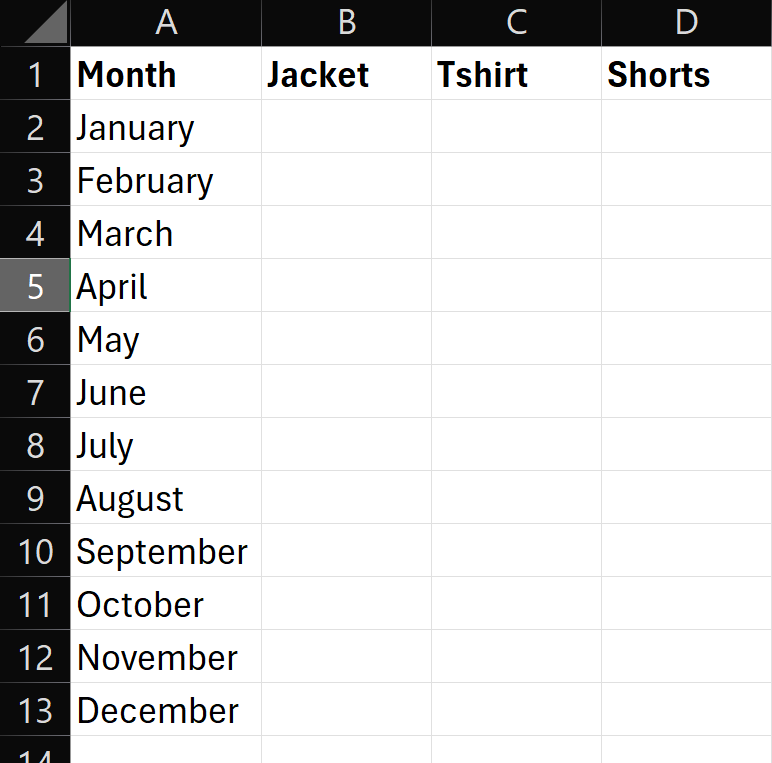 A B C D
1 Month Jacket Tshirt Shorts
2 January
3 February
4 March
5 April
6 May
7 June
8 July
9 August
10 September
11 October
12 November
13 December
14